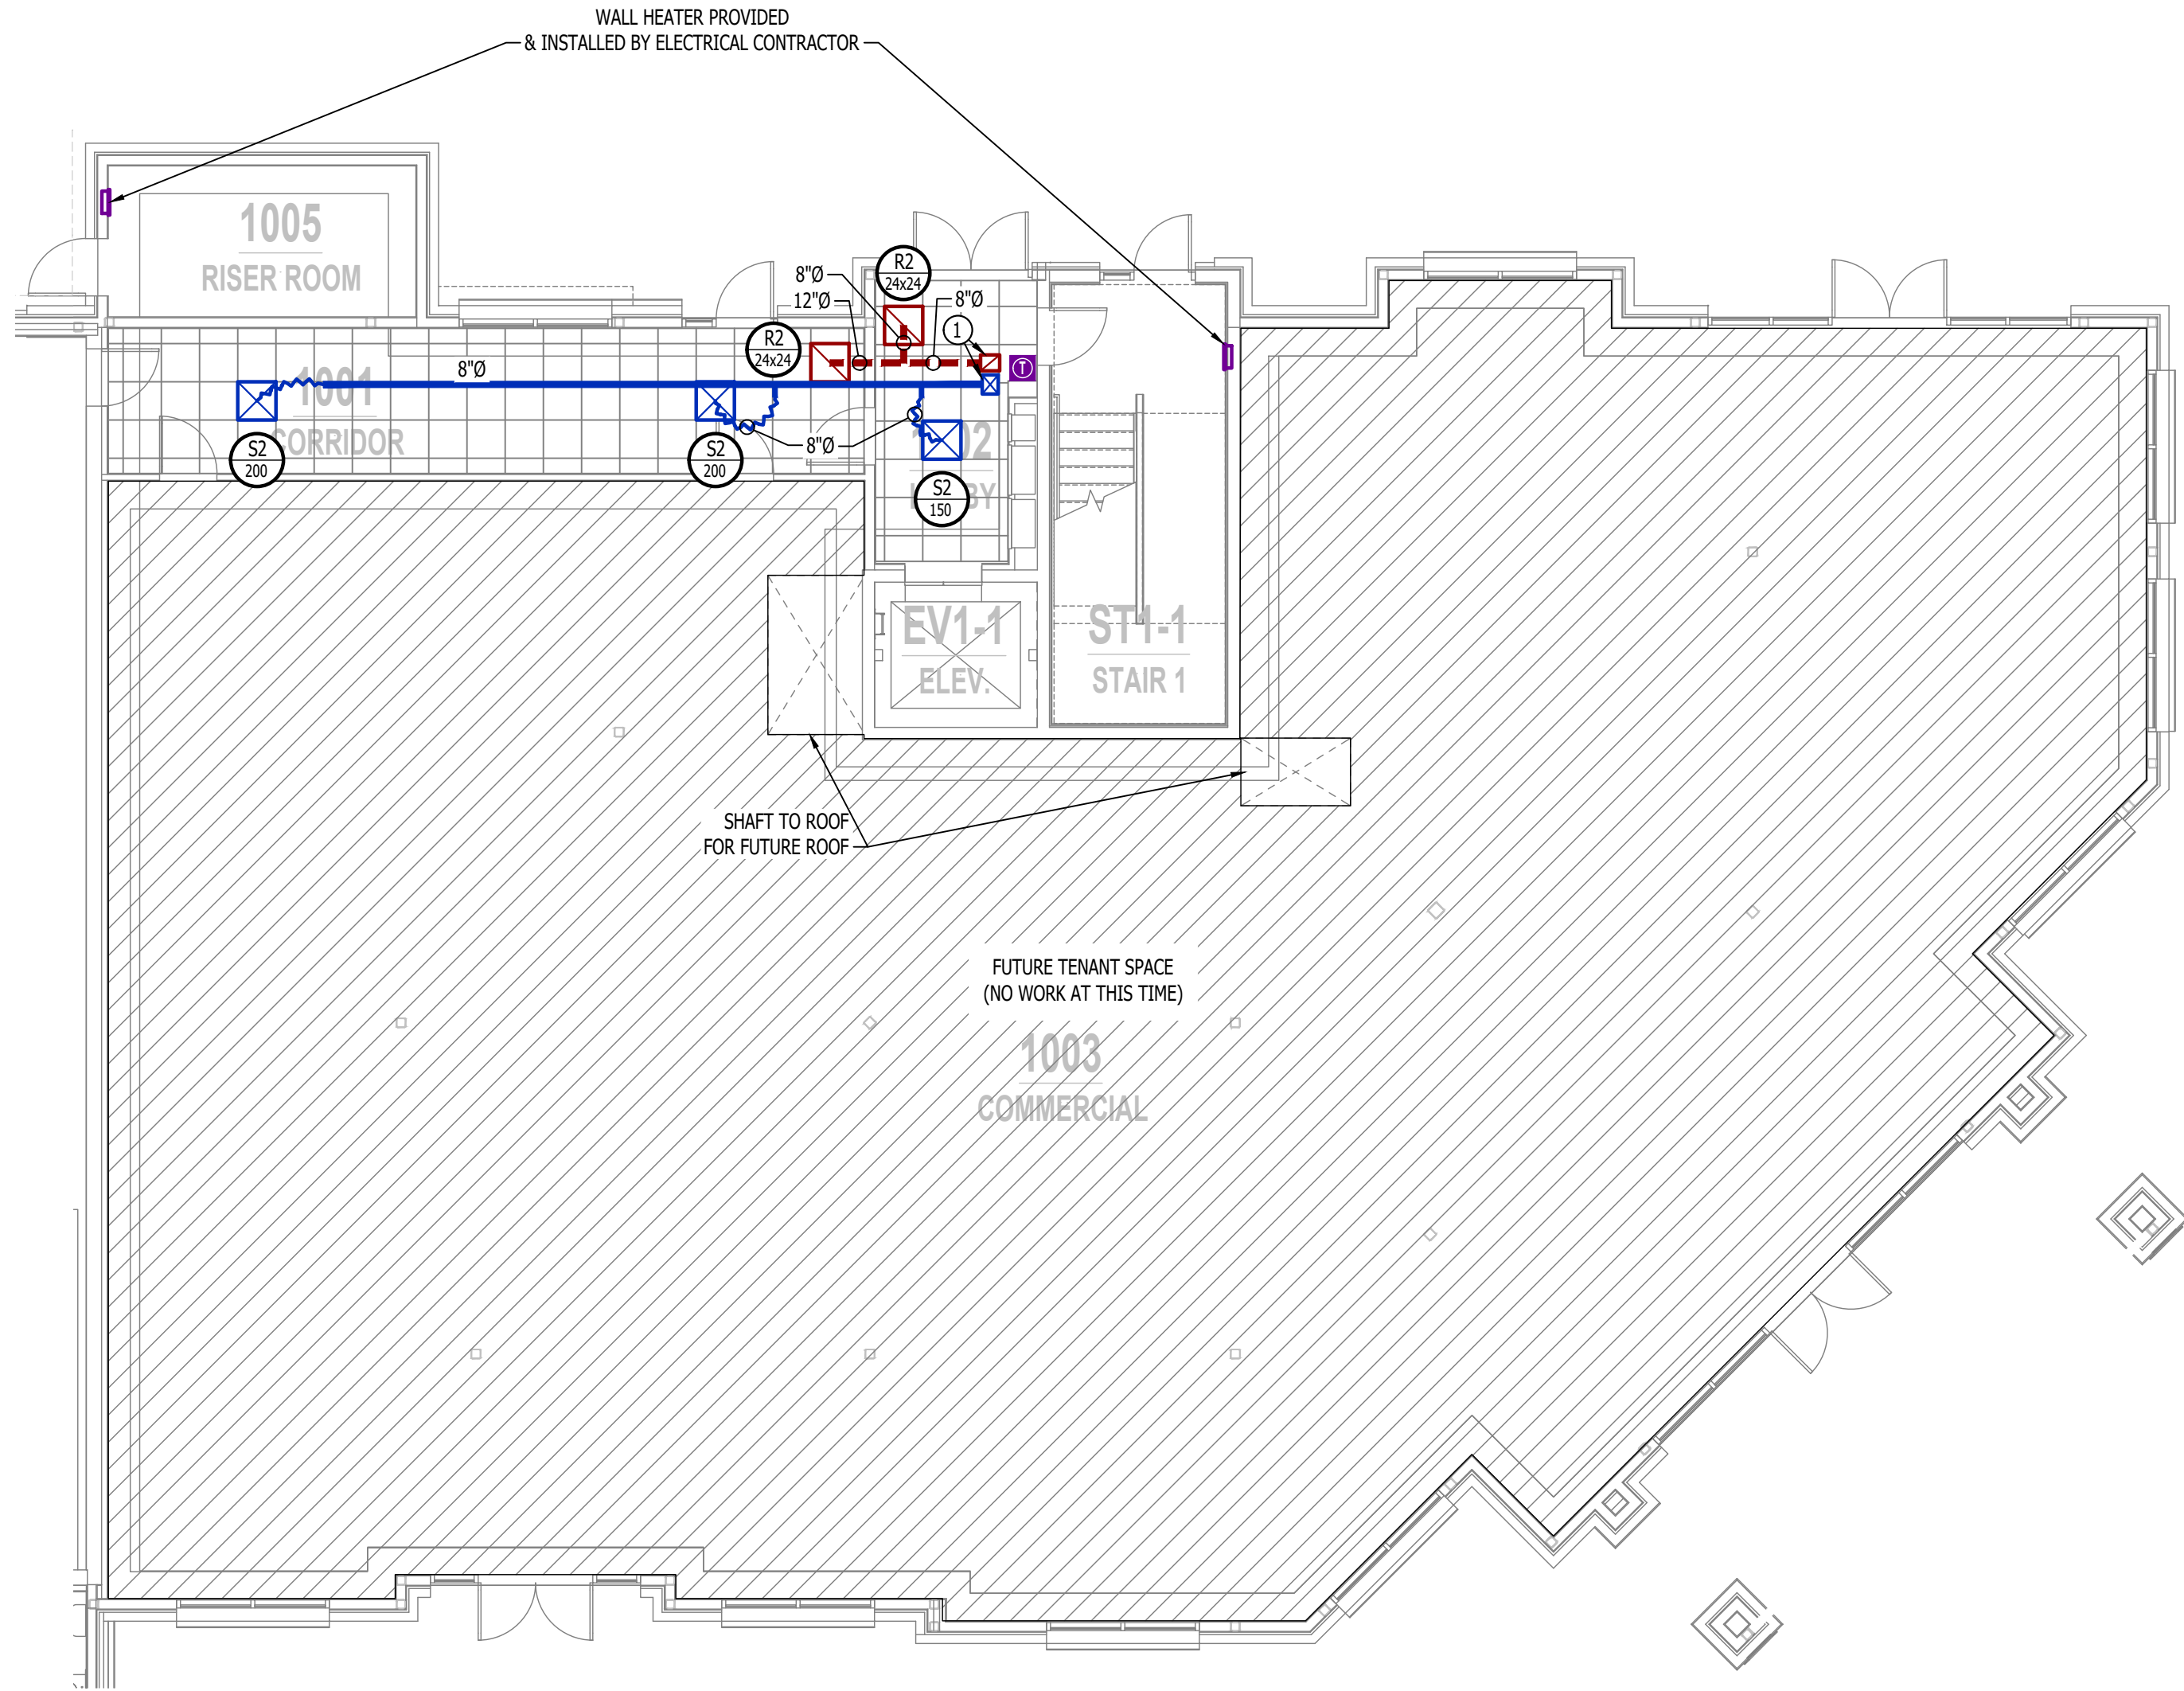 WALL HEATER PROVIDED
& INSTALLED BY ELECTRICAL CONTRACTOR
1005
RISER ROOM
R2
24x24
8"Ø
12"Ø
8"Ø
1
R2
24x24
T
8"Ø
1001
CORRIDOR
S2
200
S2
200
8"Ø
S2
150
EV1-1
ELEV.
ST1-1
STAIR 1
SHAFT TO ROOF
FOR FUTURE ROOF
FUTURE TENANT SPACE
(NO WORK AT THIS TIME)
1003
COMMERCIAL